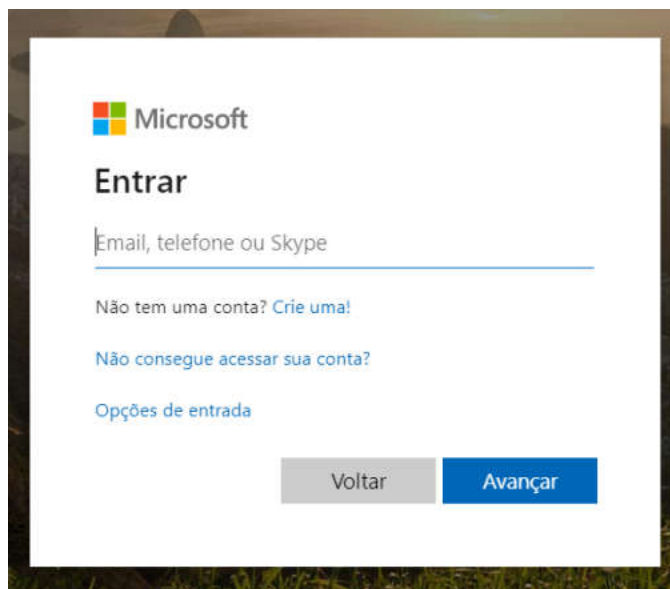 Microsoft
Entrar
Email, telefone ou Skype
Não tem uma conta? Crie uma!
Não consegue acessar sua conta?
Opções de entrada
Voltar Avançar